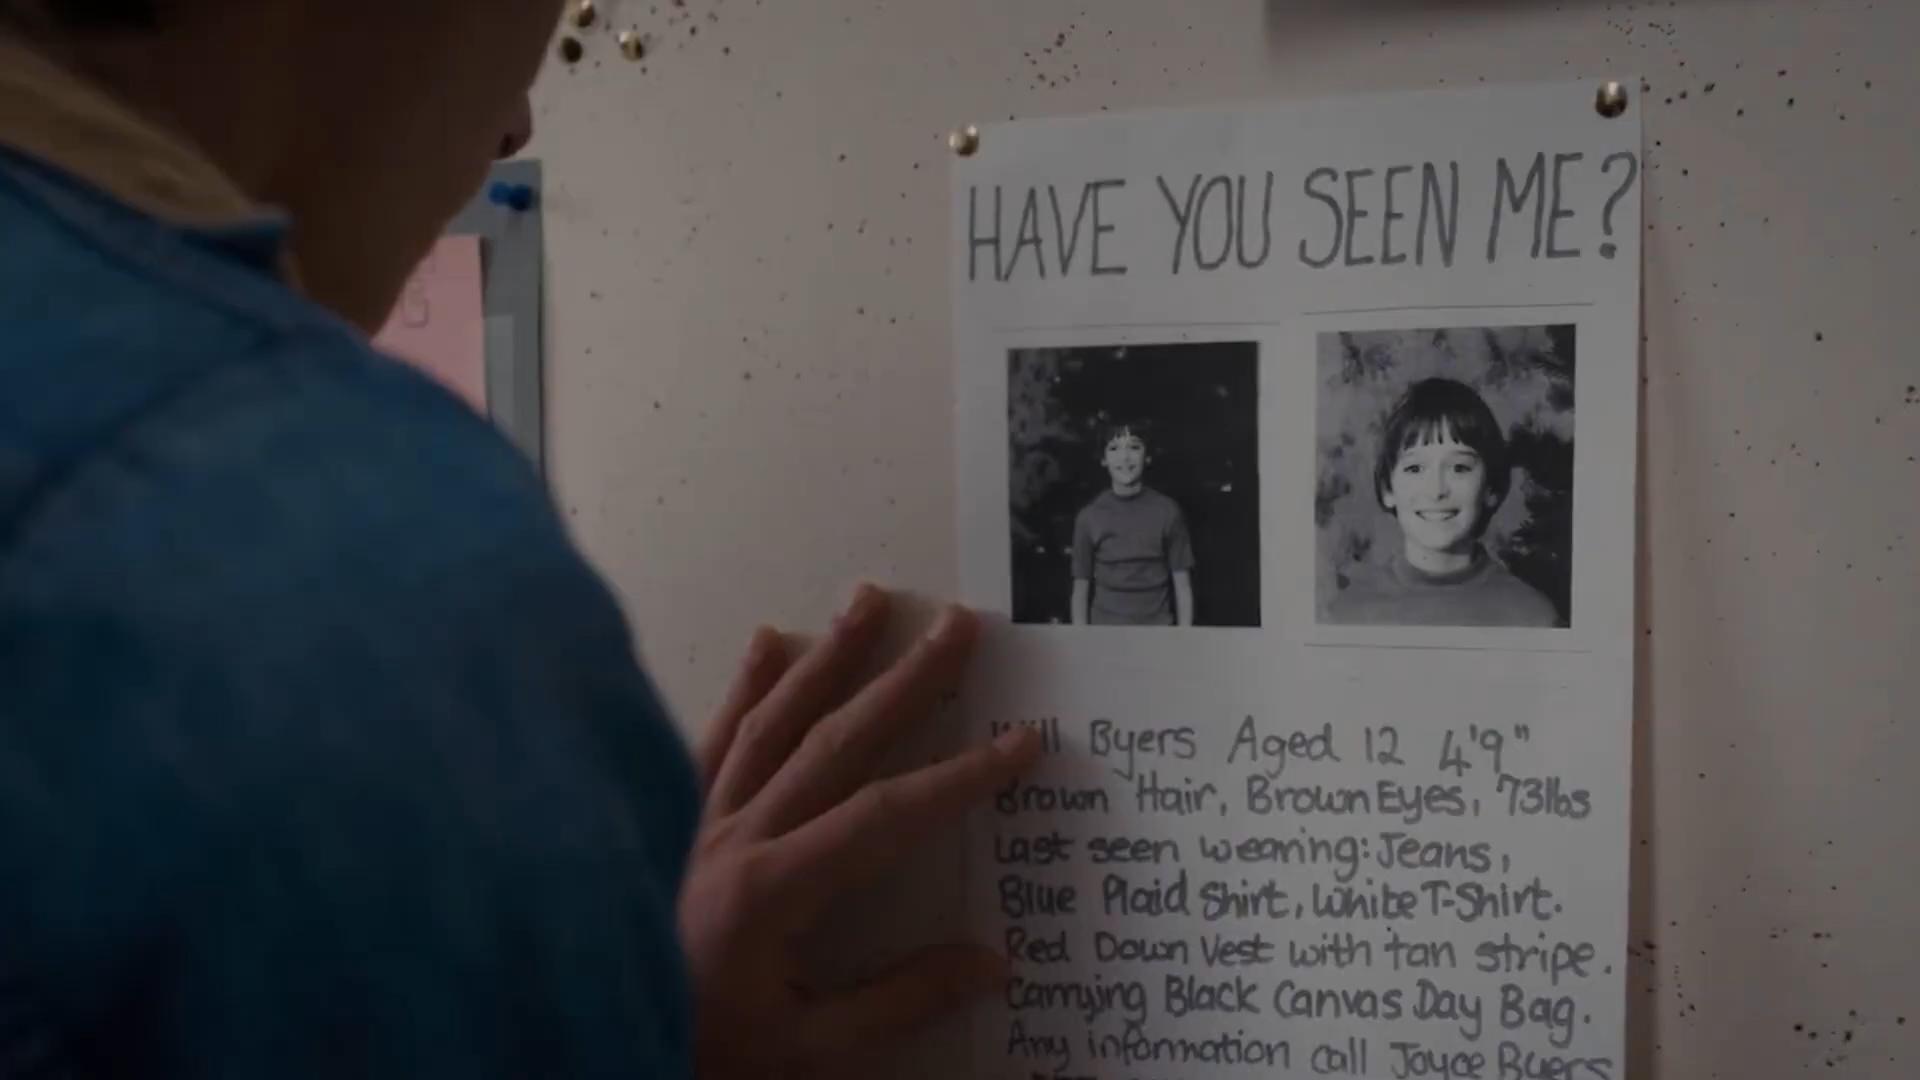 HAVE YOU SEEN ME?
Will Byers Aged 12 4'9"
Brown Hair, Brown Eyes, 73lbs
Last seen wearing: Jeans,
Blue Plaid Shirt, White T-Shirt.
Red Down Vest with tan stripe.
Carrying Black Canvas Day Bag.
Any information call Joyce Byers